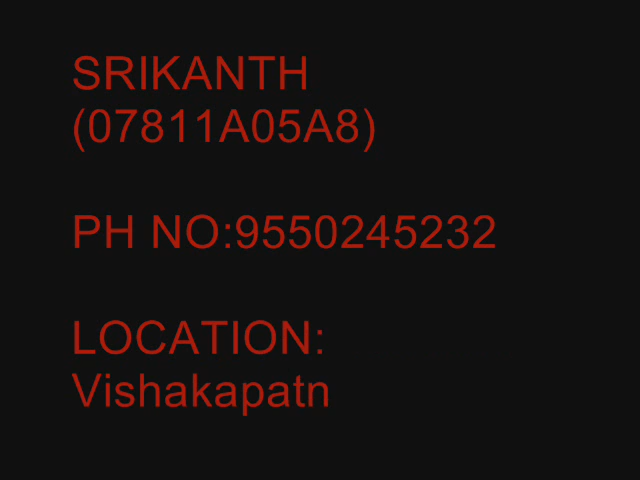 SRIKANTH
(07811A05A8)
PH NO:9550245232
LOCATION:
Vishakapatn